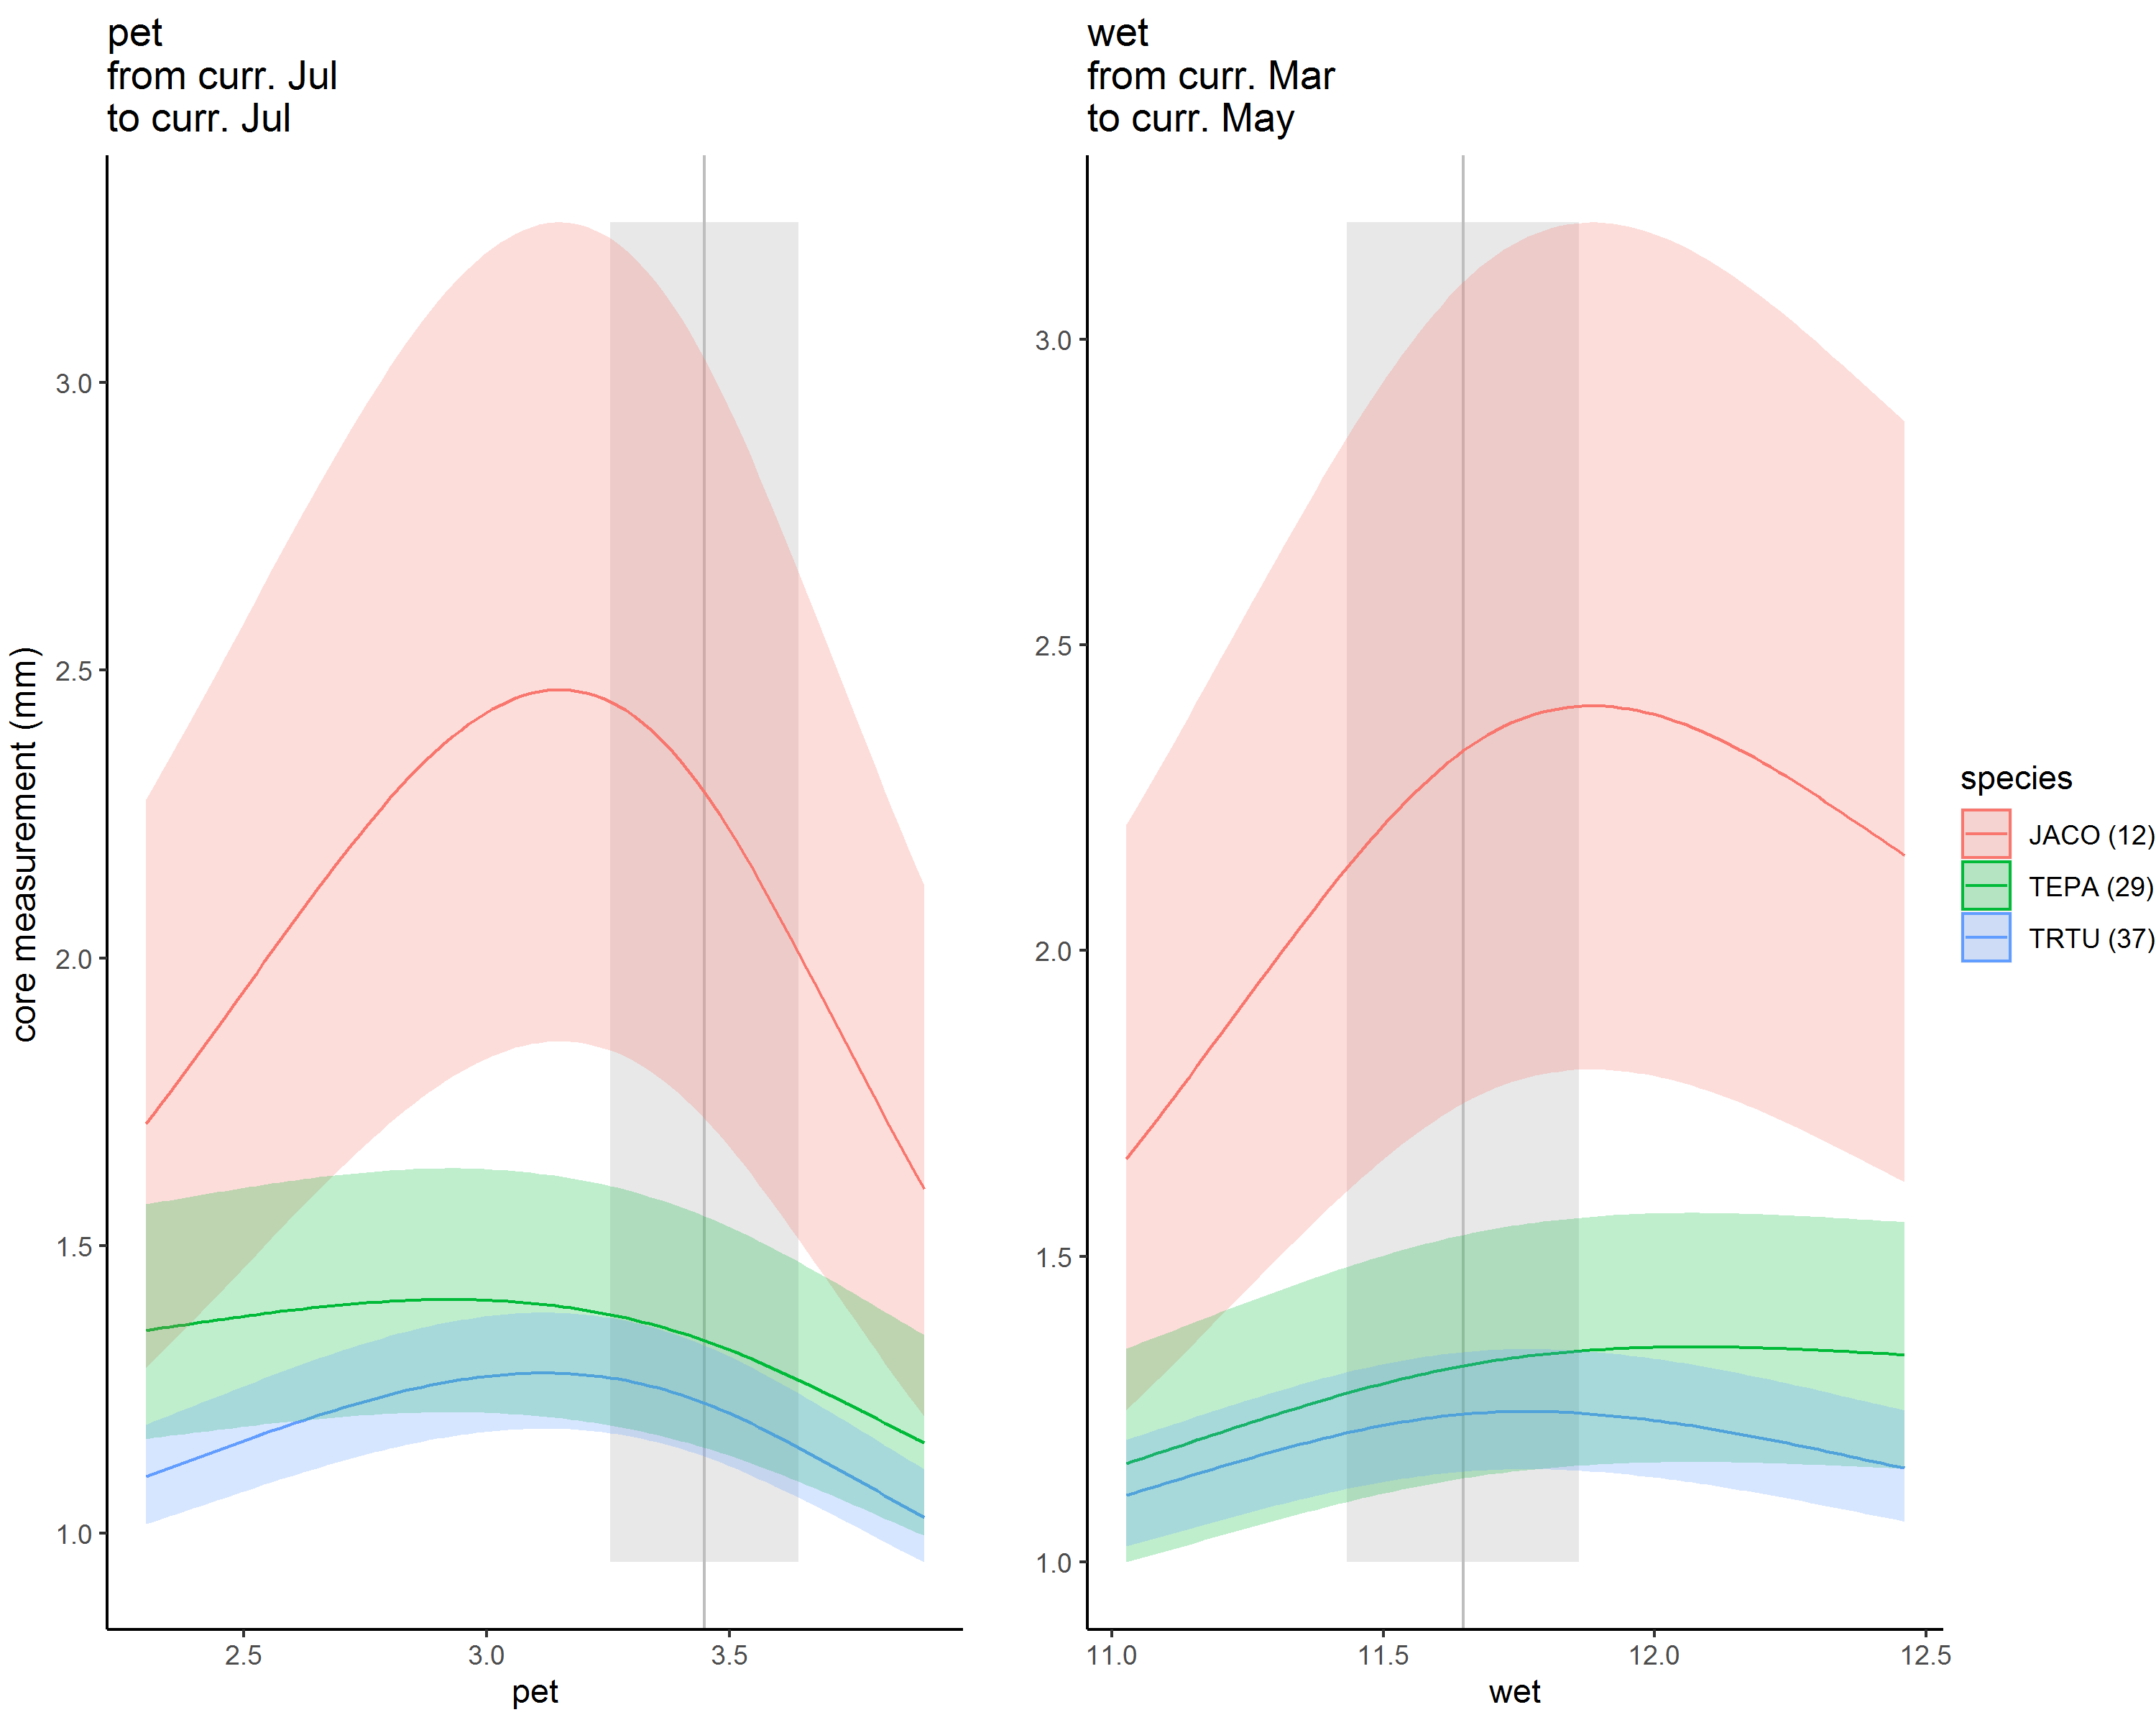 pet
from curr. Jul
to curr. Jul
core measurement (mm)
3.0
2.5
2.0
1.5
1.0
2.5
3.0
3.5
pet
wet
from curr. Mar
to curr. May
3.0
2.5
2.0
1.5
1.0
11.0
11.5
12.0
12.5
wet
species
JACO (12)
TEPA (29)
TRTU (37)